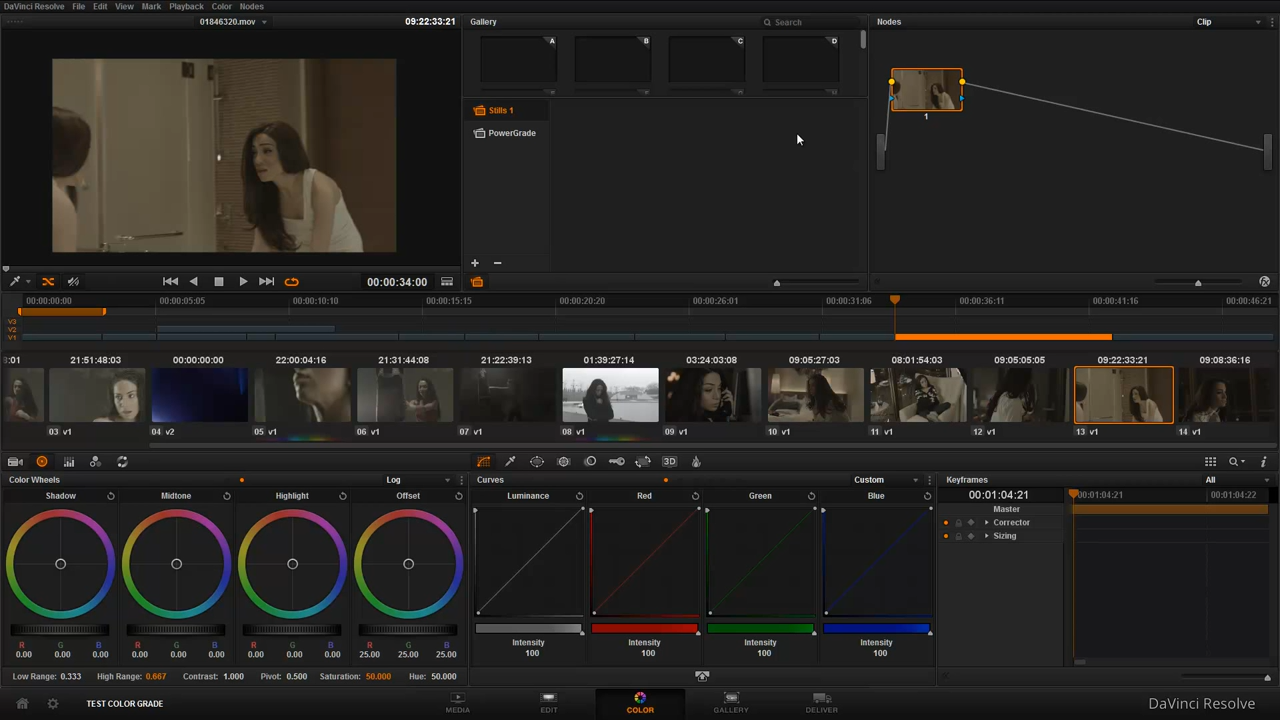 DaVinci Resolve File Edit View Mark Playback Color Nodes
01846320.mov 09:22:33:21 Gallery Search Nodes Clip
A B C D
Stills 1
PowerGrade
1
00:00:34:00
00:00:00:00 00:00:05:05 00:00:10:10 00:00:15:15 00:00:20:20 00:00:26:01 00:00:31:06 00:00:36:11 00:00:41:16 00:00:46:21
V3
V2
V1
:01 21:51:48:03 00:00:00:00 22:00:04:16 21:31:44:08 21:22:39:13 01:39:27:14 03:24:03:08 09:05:27:03 08:01:54:03 09:05:05:05 09:22:33:21 09:08:36:16
03 v1 04 v2 05 v1 06 v1 07 v1 08 v1 09 v1 10 v1 11 v1 12 v1 13 v1 14 v1
3D
Color Wheels Log Curves Custom Keyframes All
Shadow Midtone Highlight Offset Luminance Red Green Blue 00:01:04:21 00:01:04:21 00:01:04:22
Master
Corrector
Sizing
R G B R G B R G B R G B Intensity Intensity Intensity Intensity
0.00 0.00 0.00 0.00 0.00 0.00 0.00 0.00 0.00 25.00 25.00 25.00 100 100 100 100
Low Range: 0.333 High Range: 0.667 Contrast: 1.000 Pivot: 0.500 Saturation: 50.000 Hue: 50.000
TEST COLOR GRADE MEDIA EDIT COLOR GALLERY DELIVER DaVinci Resolve